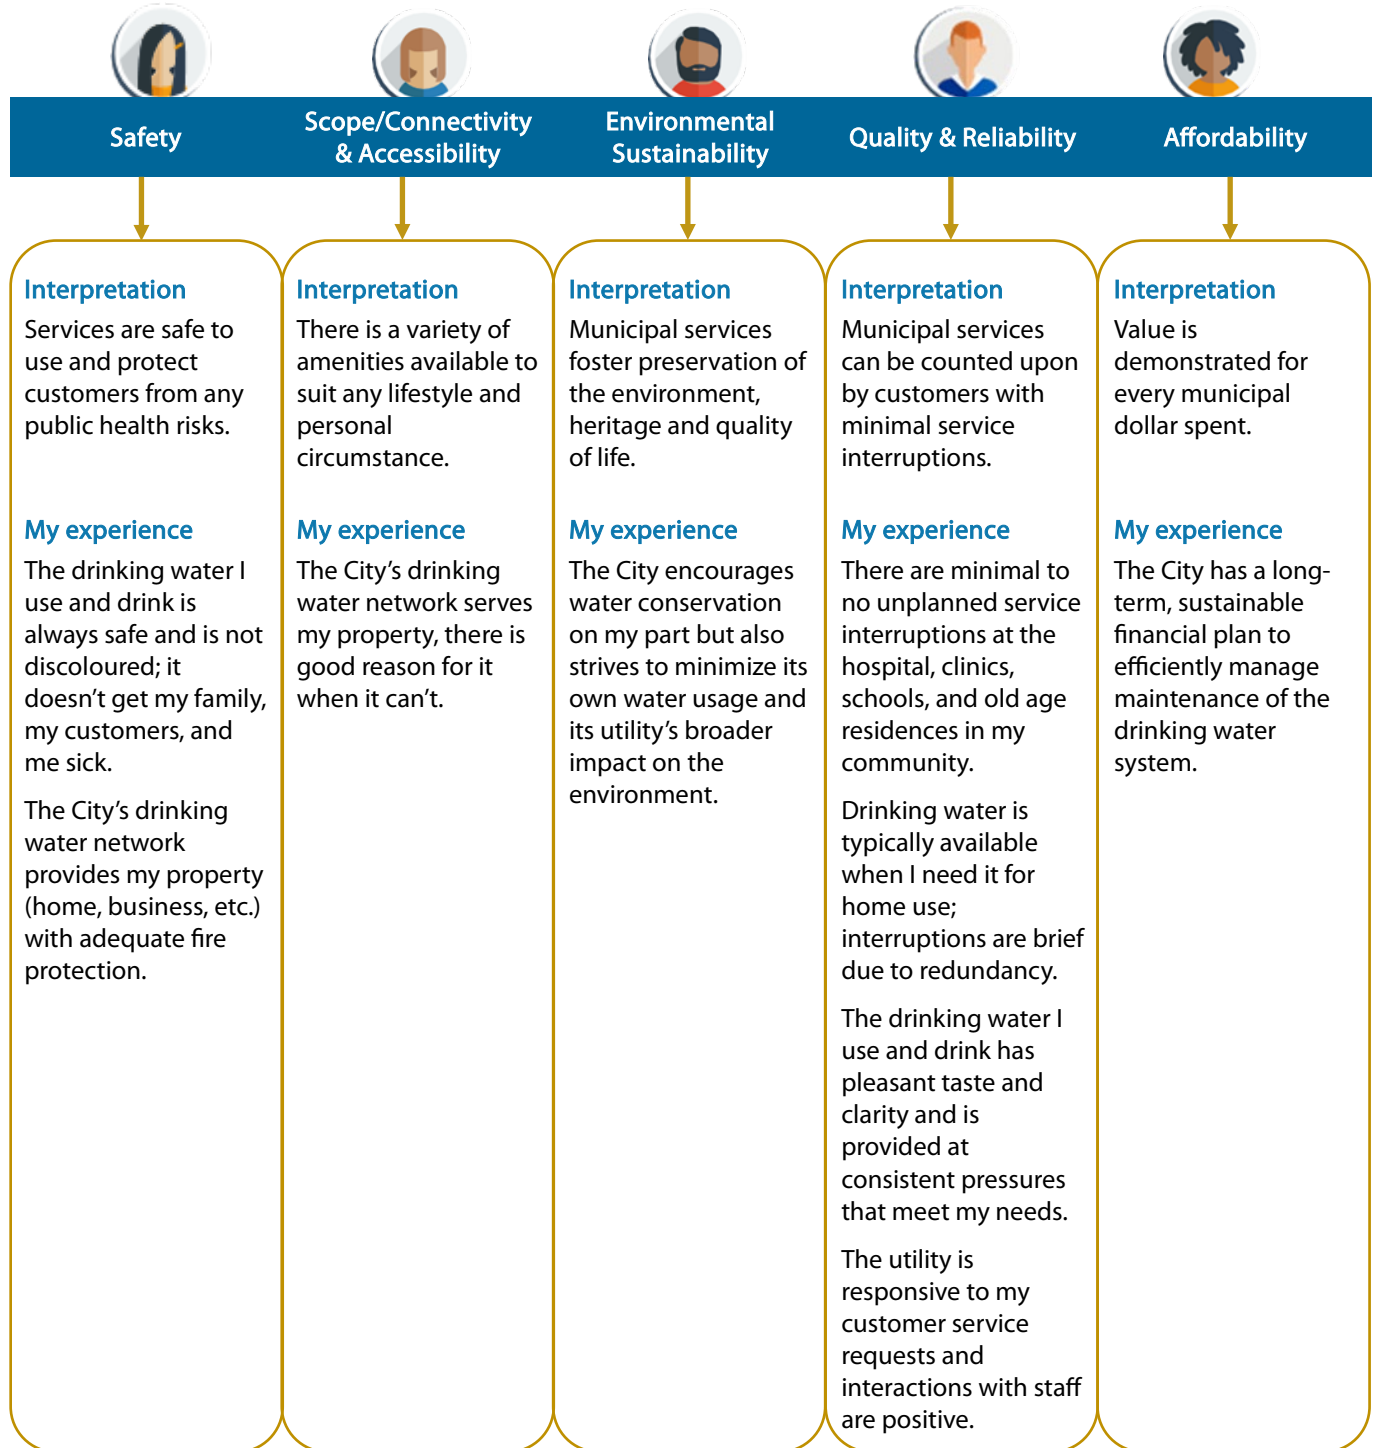 Safety
Scope/Connectivity
& Accessibility
Environmental
Sustainability
Quality & Reliability
Affordability
Interpretation
Services are safe to
use and protect
customers from any
public health risks.
My experience
The drinking water I
use and drink is
always safe and is not
discoloured; it
doesn’t get my family,
my customers, and
me sick.
The City’s drinking
water network
provides my property
(home, business, etc.)
with adequate fire
protection.
Interpretation
There is a variety of
amenities available to
suit any lifestyle and
personal
circumstance.
My experience
The City’s drinking
water network serves
my property, there is
good reason for it
when it can’t.
Interpretation
Municipal services
foster preservation of
the environment,
heritage and quality
of life.
My experience
The City encourages
water conservation
on my part but also
strives to minimize its
own water usage and
its utility’s broader
impact on the
environment.
Interpretation
Municipal services
can be counted upon
by customers with
minimal service
interruptions.
My experience
There are minimal to
no unplanned service
interruptions at the
hospital, clinics,
schools, and old age
residences in my
community.
Drinking water is
typically available
when I need it for
home use;
interruptions are brief
due to redundancy.
The drinking water I
use and drink has
pleasant taste and
clarity and is
provided at
consistent pressures
that meet my needs.
The utility is
responsive to my
customer service
requests and
interactions with staff
are positive.
Interpretation
Value is
demonstrated for
every municipal
dollar spent.
My experience
The City has a long-
term, sustainable
financial plan to
efficiently manage
maintenance of the
drinking water
system.